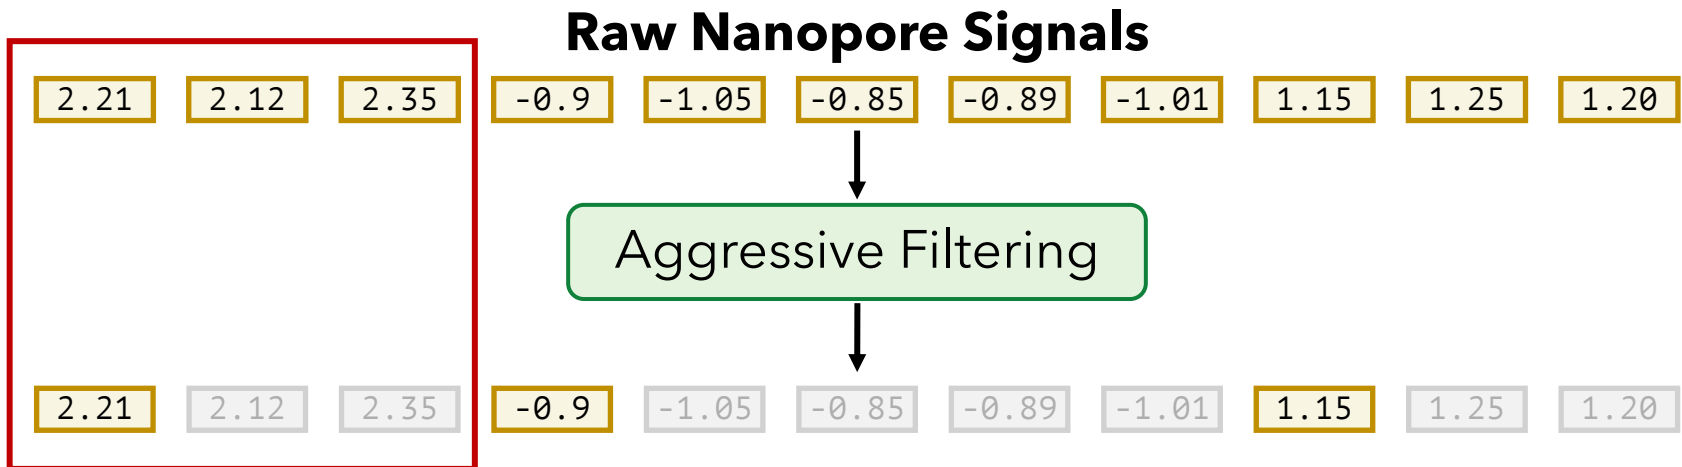 Raw Nanopore Signals
2.21 2.12 2.35 -0.9 -1.05 -0.85 -0.89 -1.01 1.15 1.25 1.20
Aggressive Filtering
2.21 2.12 2.35 -0.9 -1.05 -0.85 -0.89 -1.01 1.15 1.25 1.20